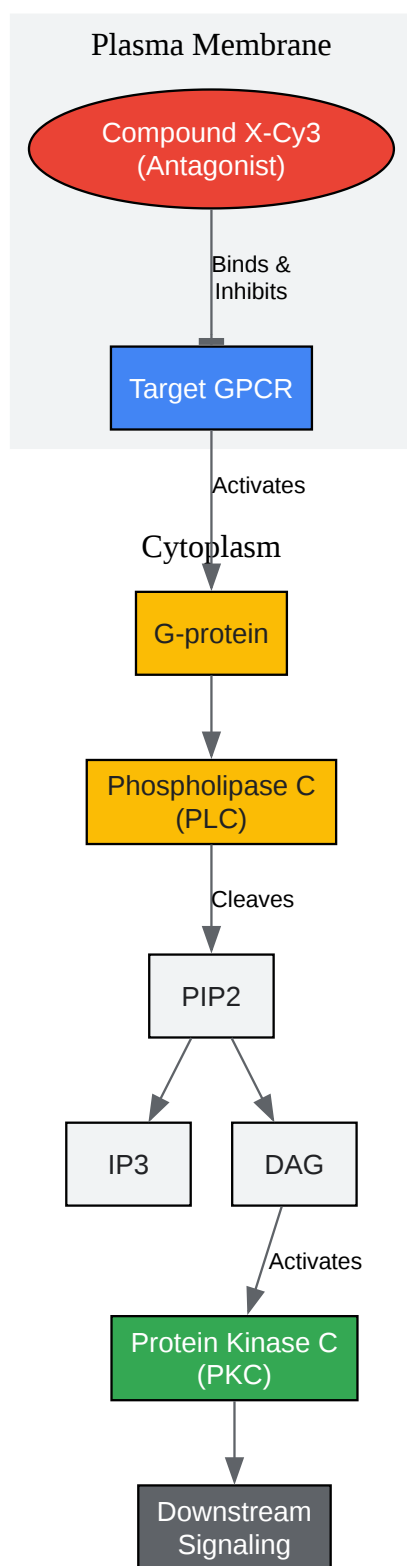 Plasma Membrane
Compound X-Cy3
(Antagonist)
Binds &
Inhibits
Target GPCR
Activates
Cytoplasm
G-protein
Phospholipase C
(PLC)
Cleaves
PIP2
IP3
DAG
Activates
Protein Kinase C
(PKC)
Downstream
Signaling